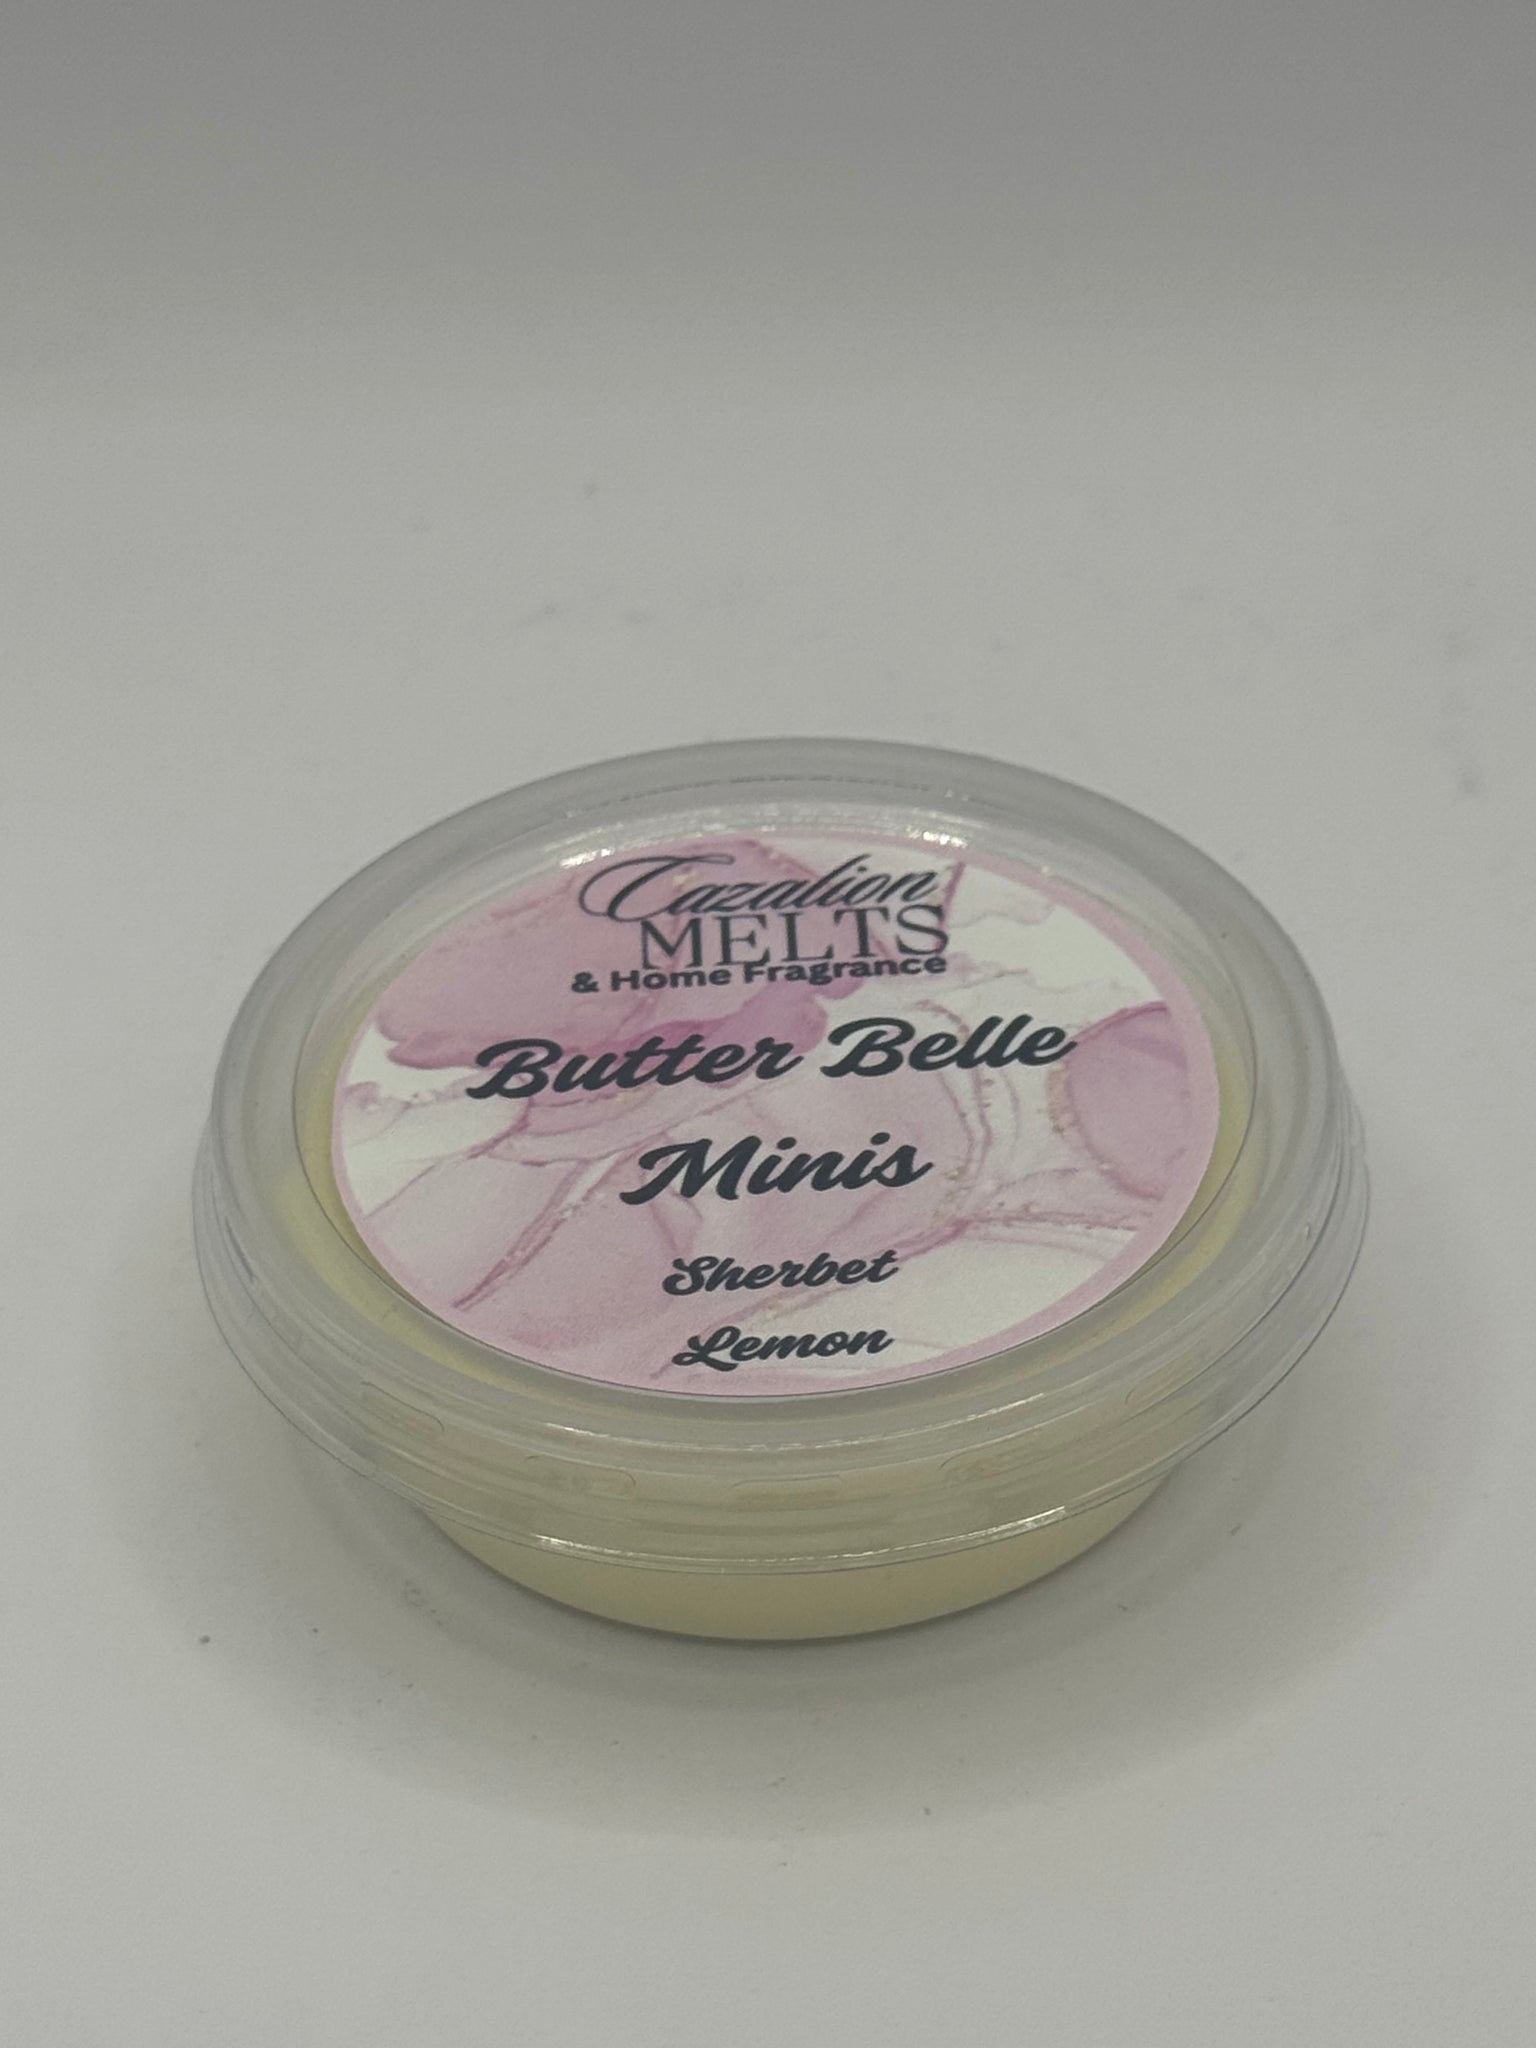 Cazalion
MELTS
& Home Fragrance
Butter Belle
Minis
Sherbet
Lemon